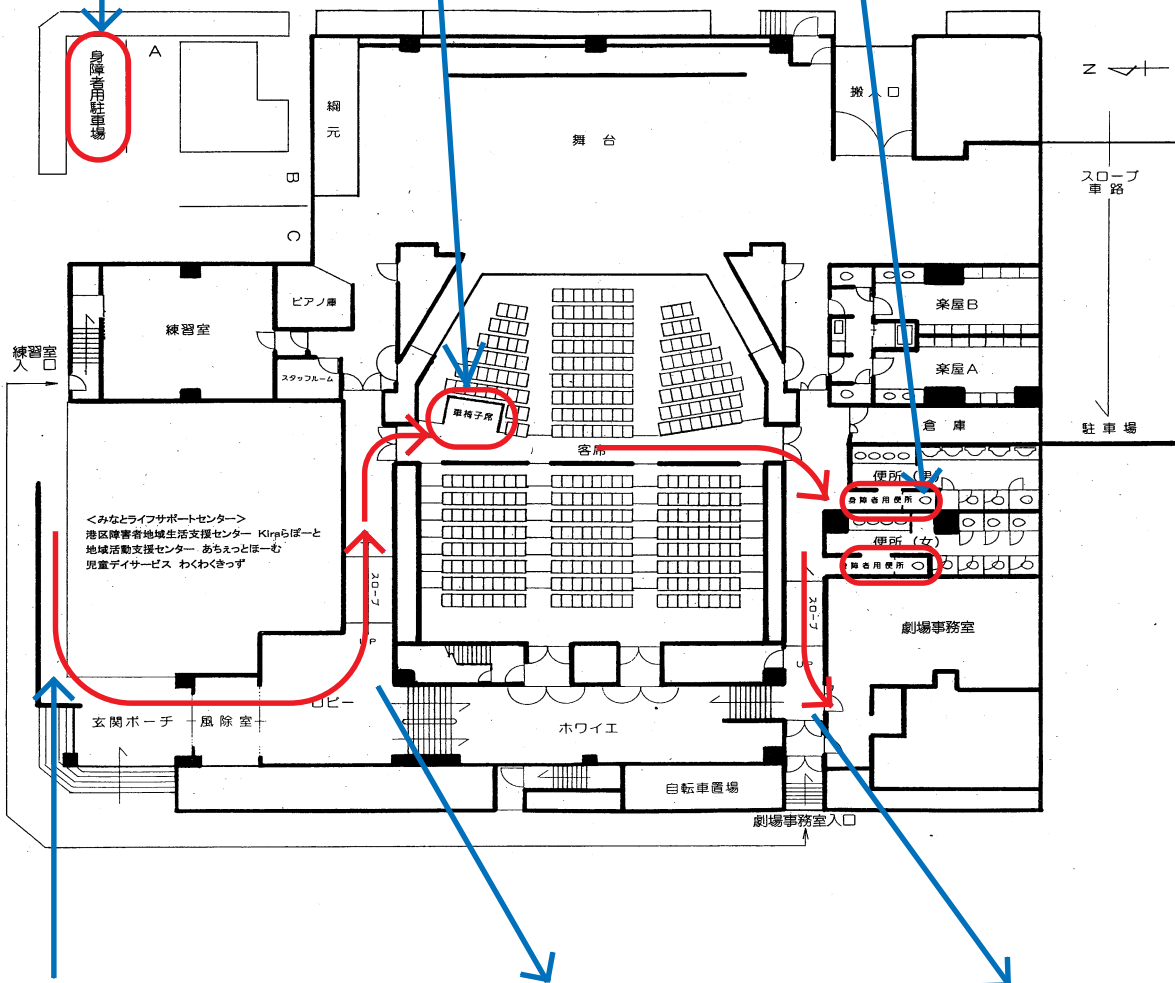 身障者用駐車場
A
B
C
綱元
舞台
搬入口
N
スロープ
車路
駐車場
練習室
ピアノ庫
スタッフルーム
練習室
入口
楽屋B
楽屋A
倉庫
車椅子席
客席
便所（男）
身障者用便所
便所（女）
身障者用便所
＜みなとライフサポートセンター＞
港区障害者地域生活支援センター Kiraらぽーと
地域活動支援センター あちぇっとほーむ
児童デイサービス わくわくきっず
スロープ
スロープ
劇場事務室
玄関ポーチ
風除室
ロビー
ホワイエ
自転車置場
劇場事務室入口